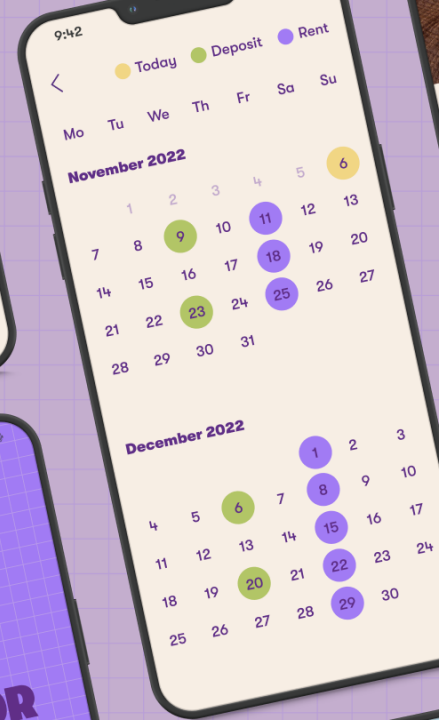 9:42
Today Deposit Rent
Mo Tu We Th Fr Sa Su
November 2022
1 2 3 4 5 6
7 8 9 10 11 12 13
14 15 16 17 18 19 20
21 22 23 24 25 26 27
28 29 30 31
December 2022
1 2 3
4 5 6 7 8 9 10
11 12 13 14 15 16 17
18 19 20 21 22 23 24
25 26 27 28 29 30
OR